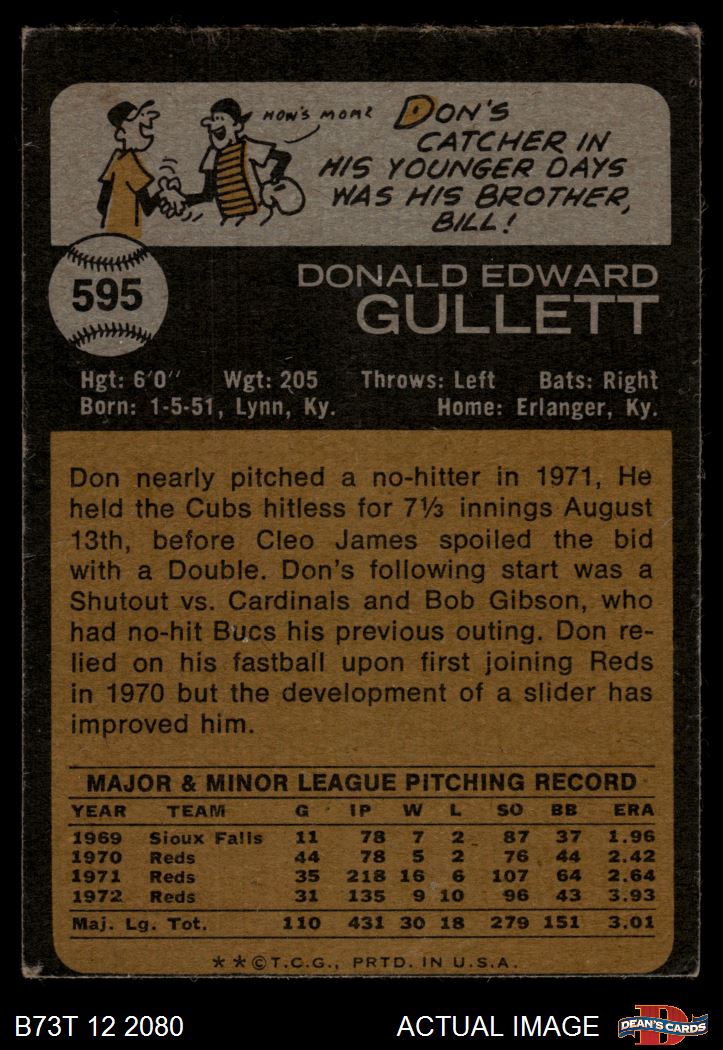 HOW'S MOM?
DON'S
CATCHER IN
HIS YOUNGER DAYS
WAS HIS BROTHER,
BILL!
595
DONALD EDWARD
GULLETT
Hgt: 6'0" Wgt: 205 Throws: Left Bats: Right
Born: 1-5-51, Lynn, Ky. Home: Erlanger, Ky.
Don nearly pitched a no-hitter in 1971, He
held the Cubs hitless for 7⅓ innings August
13th, before Cleo James spoiled the bid
with a Double. Don's following start was a
Shutout vs. Cardinals and Bob Gibson, who
had no-hit Bucs his previous outing. Don re-
lied on his fastball upon first joining Reds
in 1970 but the development of a slider has
improved him.
MAJOR & MINOR LEAGUE PITCHING RECORD
YEAR TEAM G IP W L SO BB ERA
1969 Sioux Falls 11 78 7 2 87 37 1.96
1970 Reds 44 78 5 2 76 44 2.42
1971 Reds 35 218 16 6 107 64 2.64
1972 Reds 31 135 9 10 96 43 3.93
Maj. Lg. Tot. 110 431 30 18 279 151 3.01
**©T.C.G., PRTD. IN U.S.A.
B73T 12 2080
ACTUAL IMAGE
D
DEAN'S CARDS